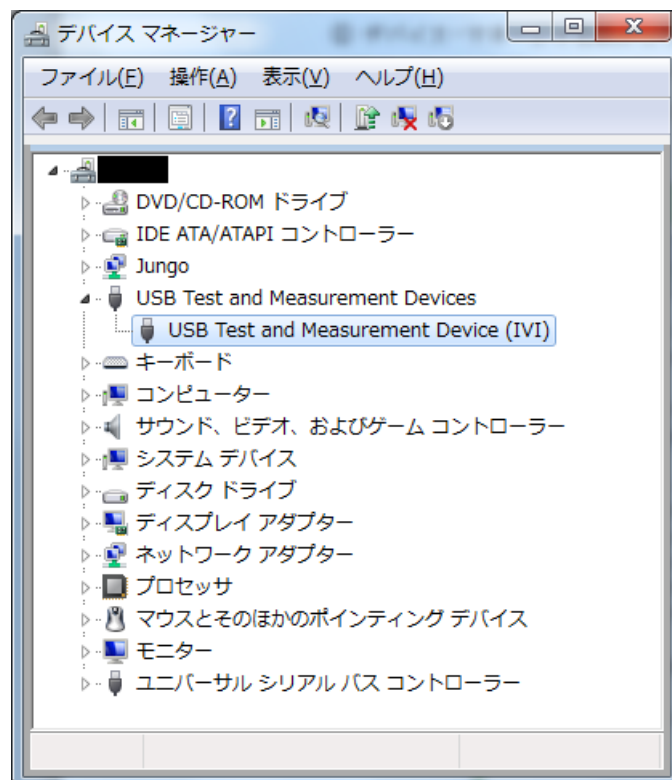 デバイス マネージャー
ファイル(F) 操作(A) 表示(V) ヘルプ(H)
DVD/CD-ROM ドライブ
IDE ATA/ATAPI コントローラー
Jungo
USB Test and Measurement Devices
USB Test and Measurement Device (IVI)
キーボード
コンピューター
サウンド、ビデオ、およびゲーム コントローラー
システム デバイス
ディスク ドライブ
ディスプレイ アダプター
ネットワーク アダプター
プロセッサ
マウスとそのほかのポインティング デバイス
モニター
ユニバーサル シリアル バス コントローラー